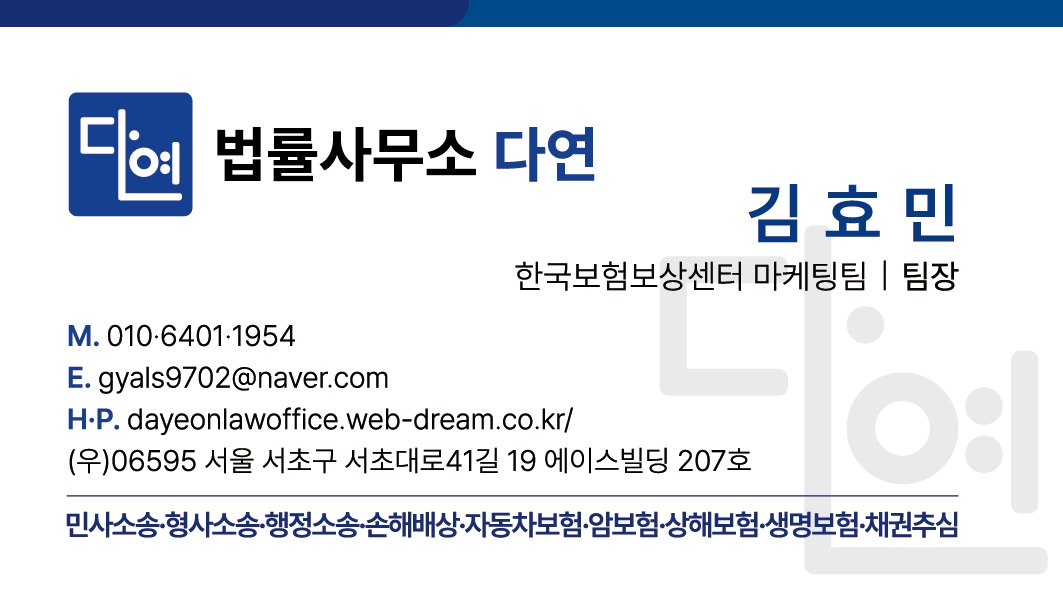 다연
법률사무소 다연
김 효 민
한국보험보상센터 마케팅팀 | 팀장
M. 010·6401·1954
E. gyals9702@naver.com
H·P. dayeonlawoffice.web-dream.co.kr/
(우)06595 서울 서초구 서초대로41길 19 에이스빌딩 207호
민사소송·형사소송·행정소송·손해배상·자동차보험·암보험·상해보험·생명보험·채권추심